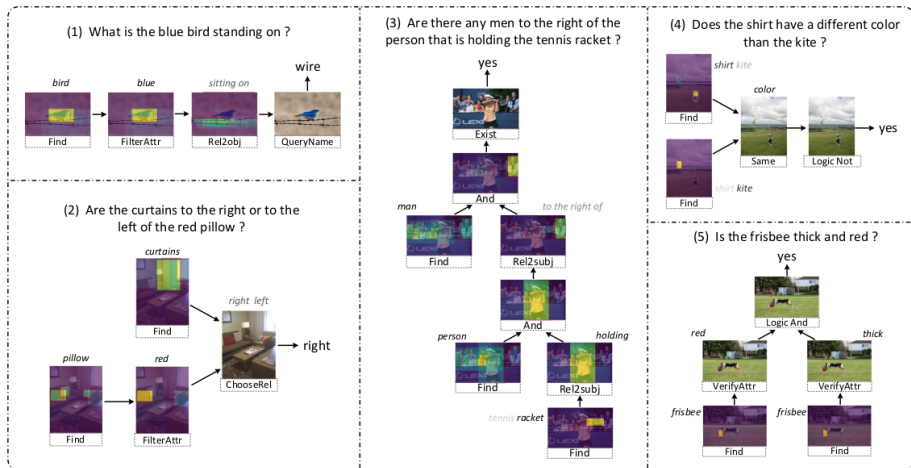 (1) What is the blue bird standing on ?
wire
bird
blue
sitting on
Find
FilterAttr
Rel2obj
QueryName
(2) Are the curtains to the right or to the
left of the red pillow ?
curtains
Find
right left
right
ChooseRel
pillow
red
Find
FilterAttr
(3) Are there any men to the right of the
person that is holding the tennis racket ?
yes
Exist
And
man
to the right of
Find
Rel2subj
And
person
holding
Find
Rel2subj
tennis racket
Find
(4) Does the shirt have a different color
than the kite ?
shirt kite
Find
color
Same
Logic Not
yes
shirt kite
Find
(5) Is the frisbee thick and red ?
yes
Logic And
red
thick
VerifyAttr
VerifyAttr
frisbee
frisbee
Find
Find